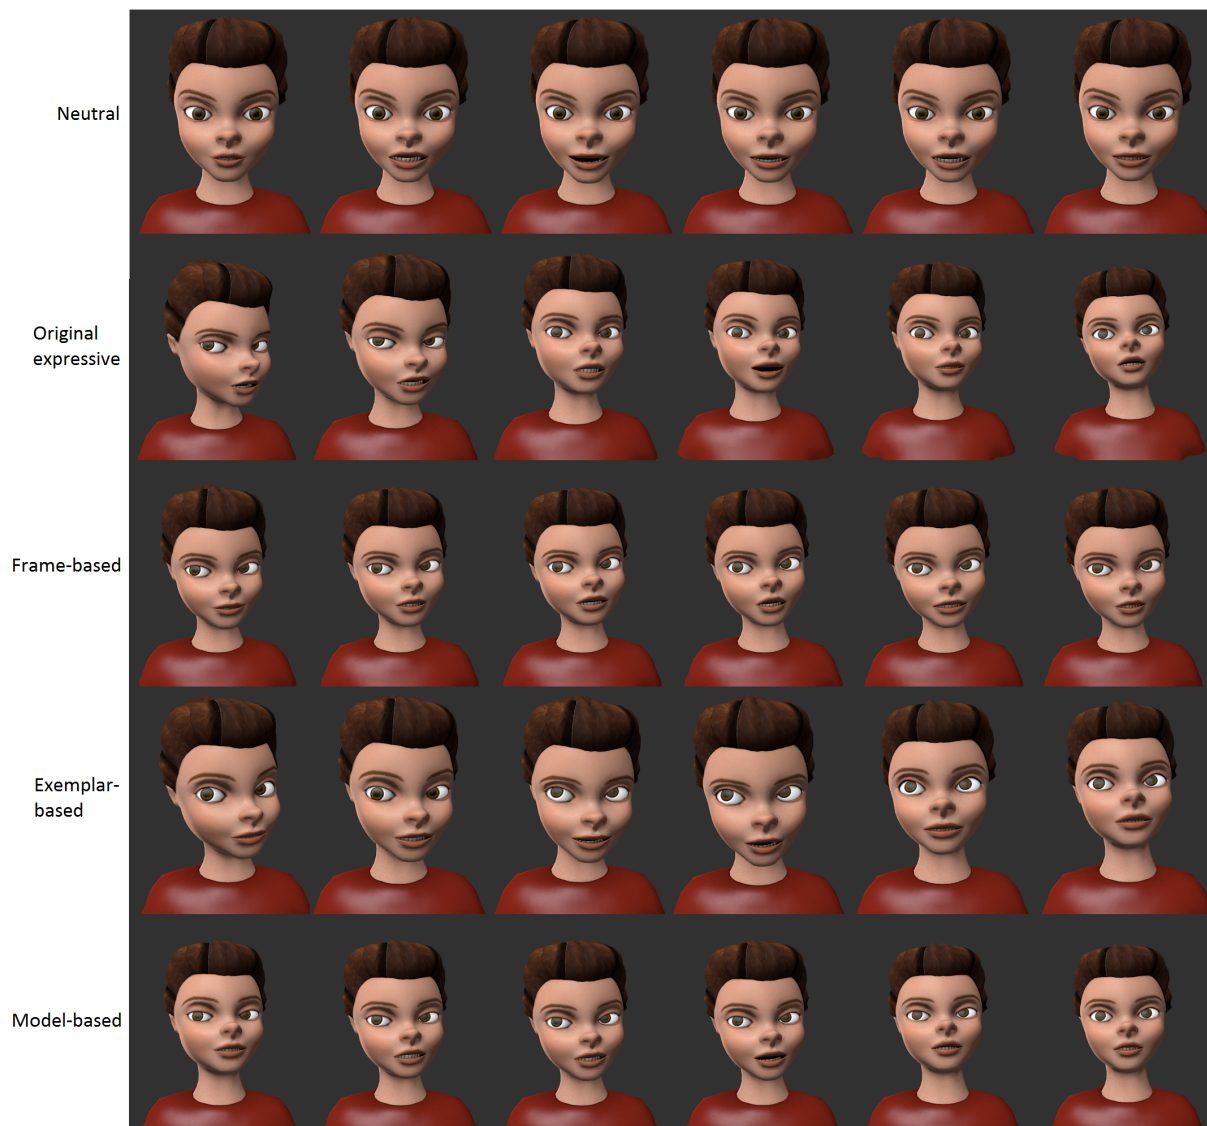 Neutral
Original
expressive
Frame-based
Exemplar-
based
Model-based